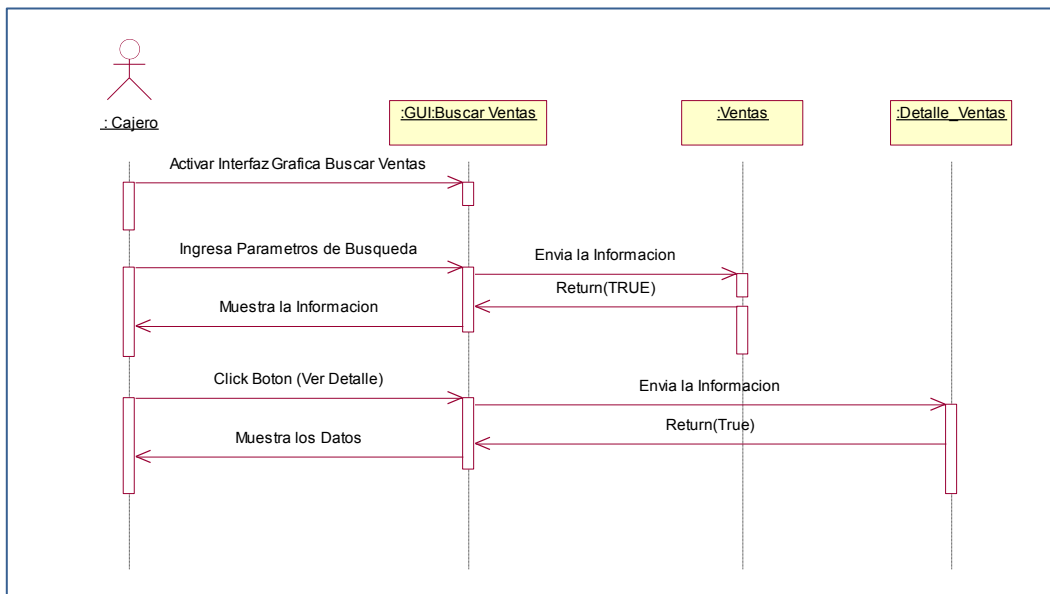 : Cajero
:GUI:Buscar Ventas
:Ventas
:Detalle_Ventas
Activar Interfaz Grafica Buscar Ventas
Ingresa Parametros de Busqueda
Envia la Informacion
Return(TRUE)
Muestra la Informacion
Click Boton (Ver Detalle)
Envia la Informacion
Return(True)
Muestra los Datos